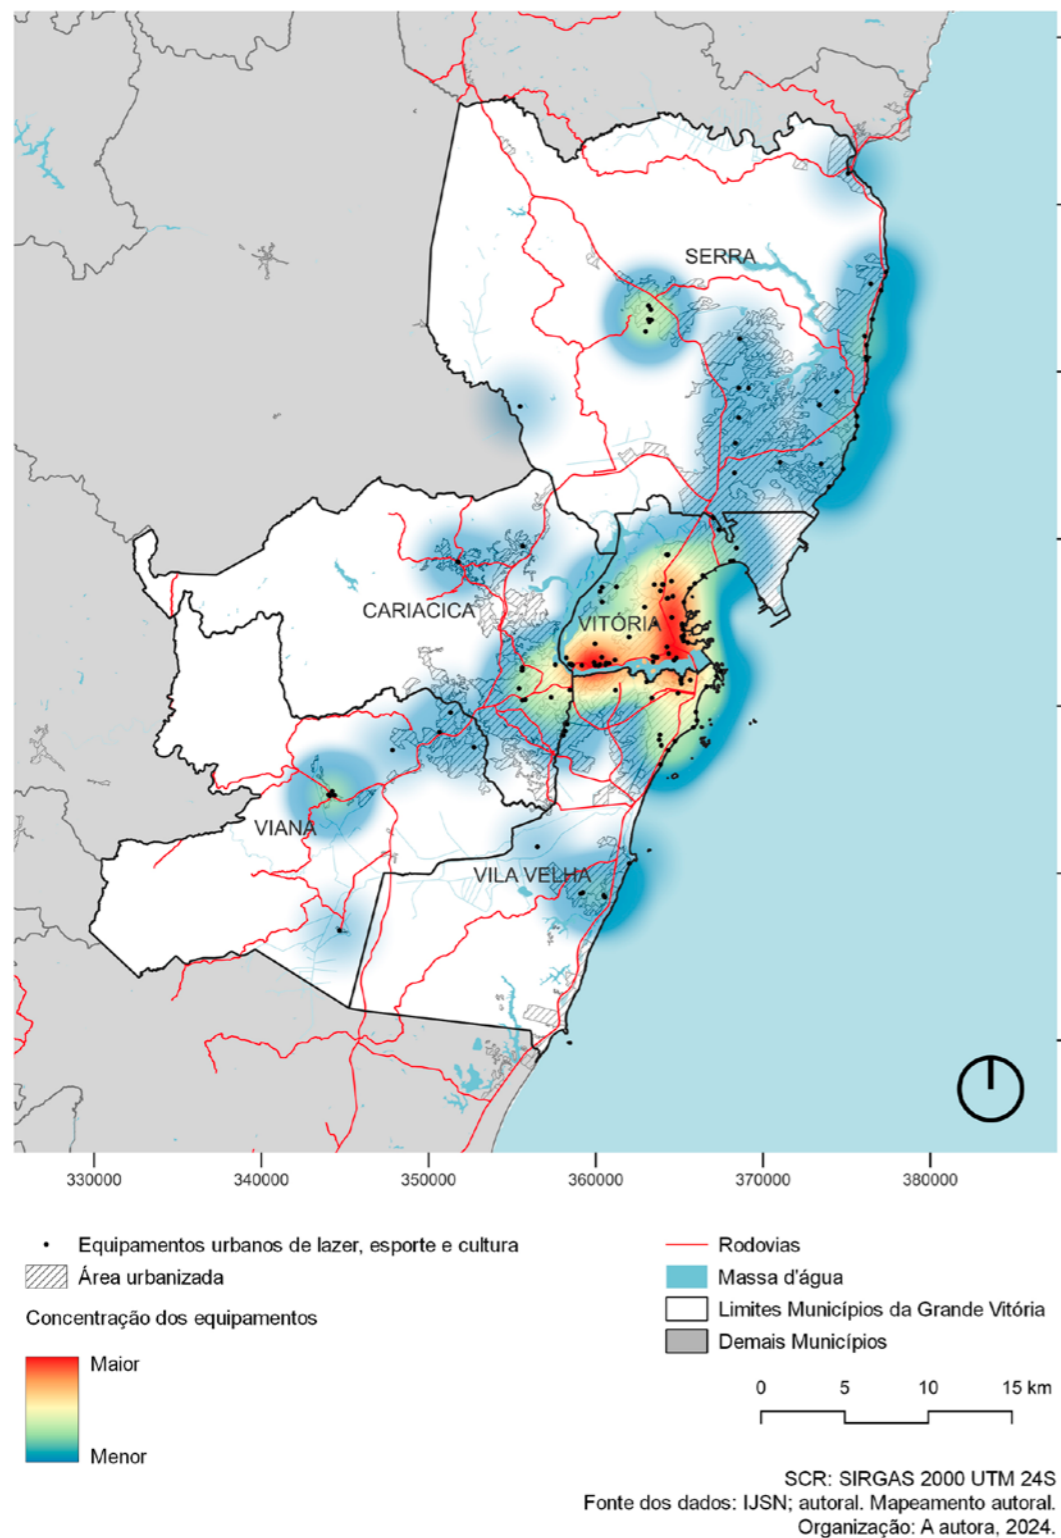 SERRA
CARIACICA
VITÓRIA
VIANA
VILA VELHA
330000 340000 350000 360000 370000 380000
Equipamentos urbanos de lazer, esporte e cultura
Área urbanizada
Concentração dos equipamentos
Maior
Menor
Rodovias
Massa d'água
Limites Municípios da Grande Vitória
Demais Municípios
0 5 10 15 km
SCR: SIRGAS 2000 UTM 24S
Fonte dos dados: IJSN; autoral. Mapeamento autoral.
Organização: A autora, 2024.